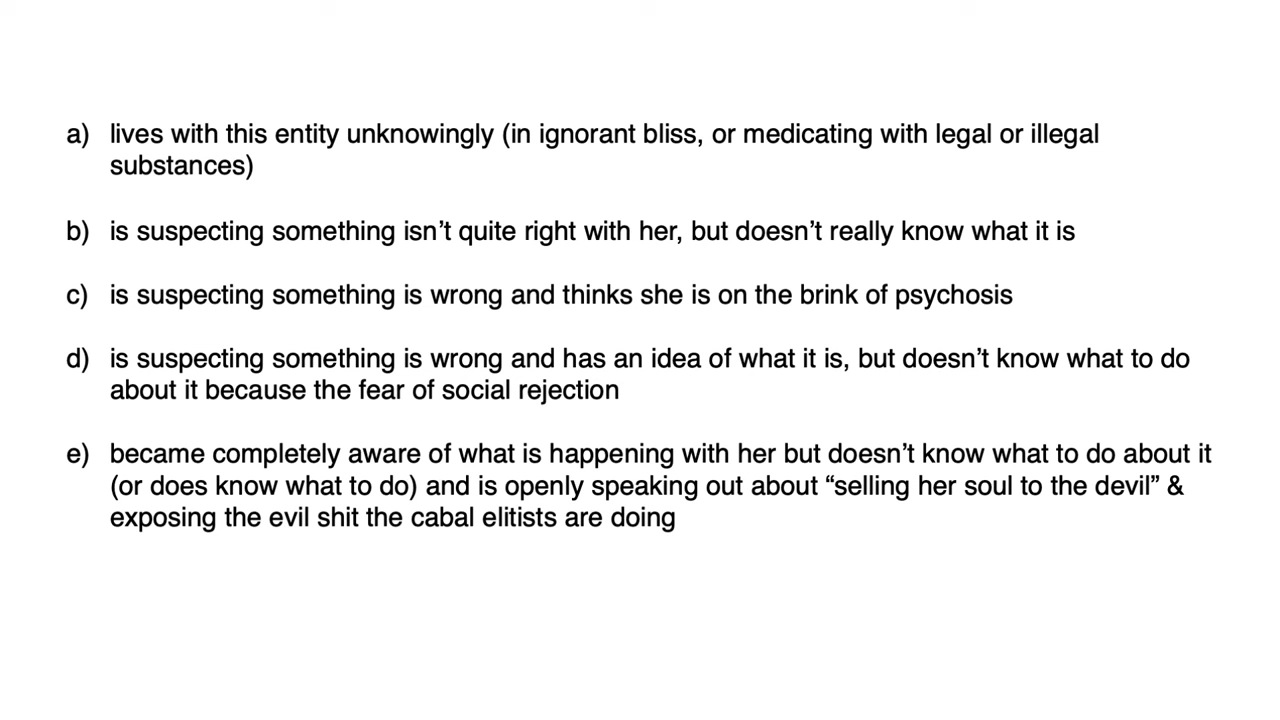 a) lives with this entity unknowingly (in ignorant bliss, or medicating with legal or illegal
substances)
b) is suspecting something isn’t quite right with her, but doesn’t really know what it is
c) is suspecting something is wrong and thinks she is on the brink of psychosis
d) is suspecting something is wrong and has an idea of what it is, but doesn’t know what to do
about it because the fear of social rejection
e) became completely aware of what is happening with her but doesn’t know what to do about it
(or does know what to do) and is openly speaking out about “selling her soul to the devil” &
exposing the evil shit the cabal elitists are doing